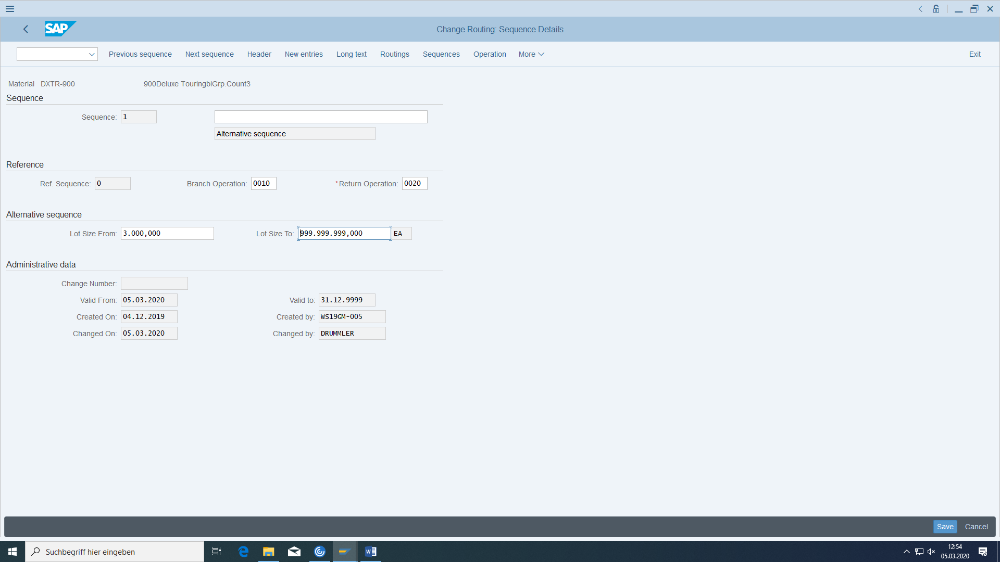 SAP
Change Routing: Sequence Details
Previous sequence Next sequence Header New entries Long text Routings Sequences Operation More Exit
Material DXTR-900 900Deluxe TouringbiGrp.Count3
Sequence
Sequence: 1
Alternative sequence
Reference
Ref. Sequence: 0 Branch Operation: 0010 *Return Operation: 0020
Alternative sequence
Lot Size From: 3.000,000 Lot Size To: 999.999.999,000 EA
Administrative data
Change Number:
Valid From: 05.03.2020 Valid to: 31.12.9999
Created On: 04.12.2019 Created by: WS19GM-005
Changed On: 05.03.2020 Changed by: DRUMMLER
Save Cancel
Suchbegriff hier eingeben
12:54
05.03.2020